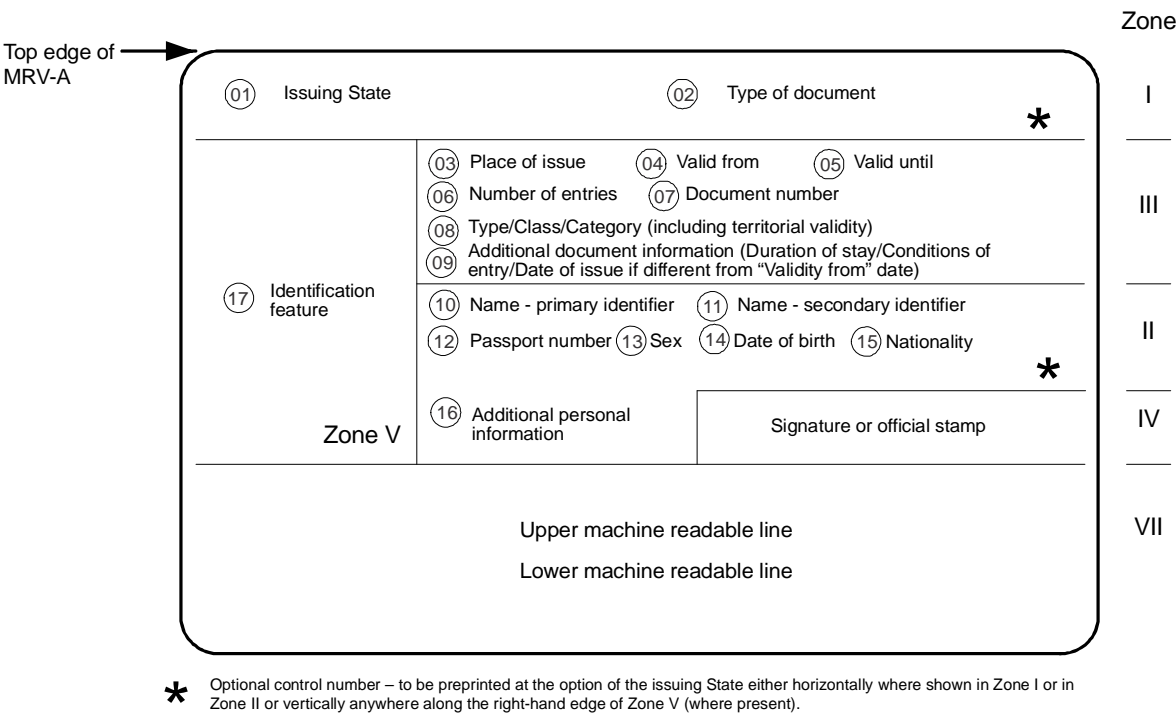 Zone
Top edge of
MRV-A
01 Issuing State 02 Type of document
*
I
03 Place of issue 04 Valid from 05 Valid until
06 Number of entries 07 Document number
08 Type/Class/Category (including territorial validity)
09 Additional document information (Duration of stay/Conditions of
entry/Date of issue if different from “Validity from” date)
III
17 Identification
feature
10 Name - primary identifier 11 Name - secondary identifier
12 Passport number 13 Sex 14 Date of birth 15 Nationality
*
II
Zone V
16 Additional personal
information
Signature or official stamp
IV
Upper machine readable line
Lower machine readable line
VII
* Optional control number – to be preprinted at the option of the issuing State either horizontally where shown in Zone I or in
Zone II or vertically anywhere along the right-hand edge of Zone V (where present).